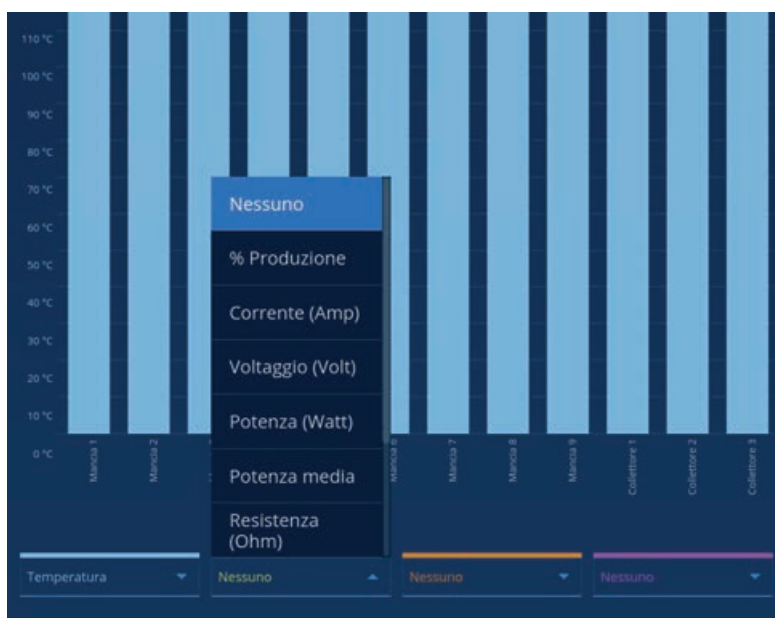 110 °C
100 °C
90 °C
80 °C
70 °C
60 °C
50 °C
40 °C
30 °C
20 °C
10 °C
0 °C
Nessuno
% Produzione
Corrente (Amp)
Voltaggio (Volt)
Potenza (Watt)
Potenza media
Resistenza
(Ohm)
Mancia 1
Mancia 2
Mancia 6
Mancia 7
Mancia 8
Mancia 9
Collettore 1
Collettore 2
Collettore 3
Temperatura
Nessuno
Nessuno
Nessuno